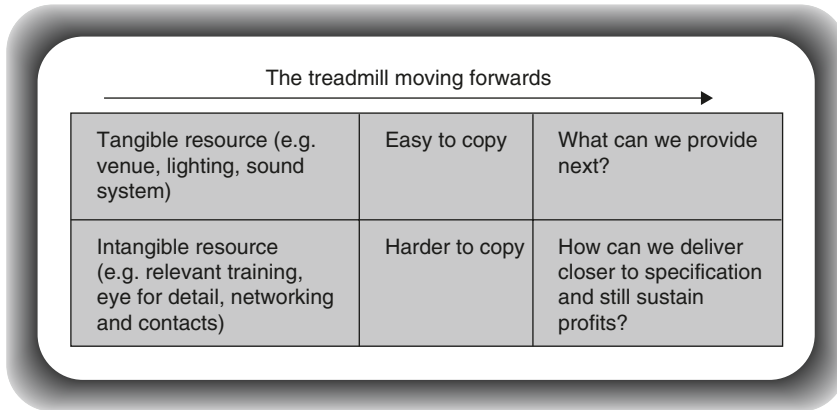 The treadmill moving forwards
Tangible resource (e.g.
venue, lighting, sound
system)
Easy to copy
What can we provide
next?
Intangible resource
(e.g. relevant training,
eye for detail, networking
and contacts)
Harder to copy
How can we deliver
closer to specification
and still sustain
profits?